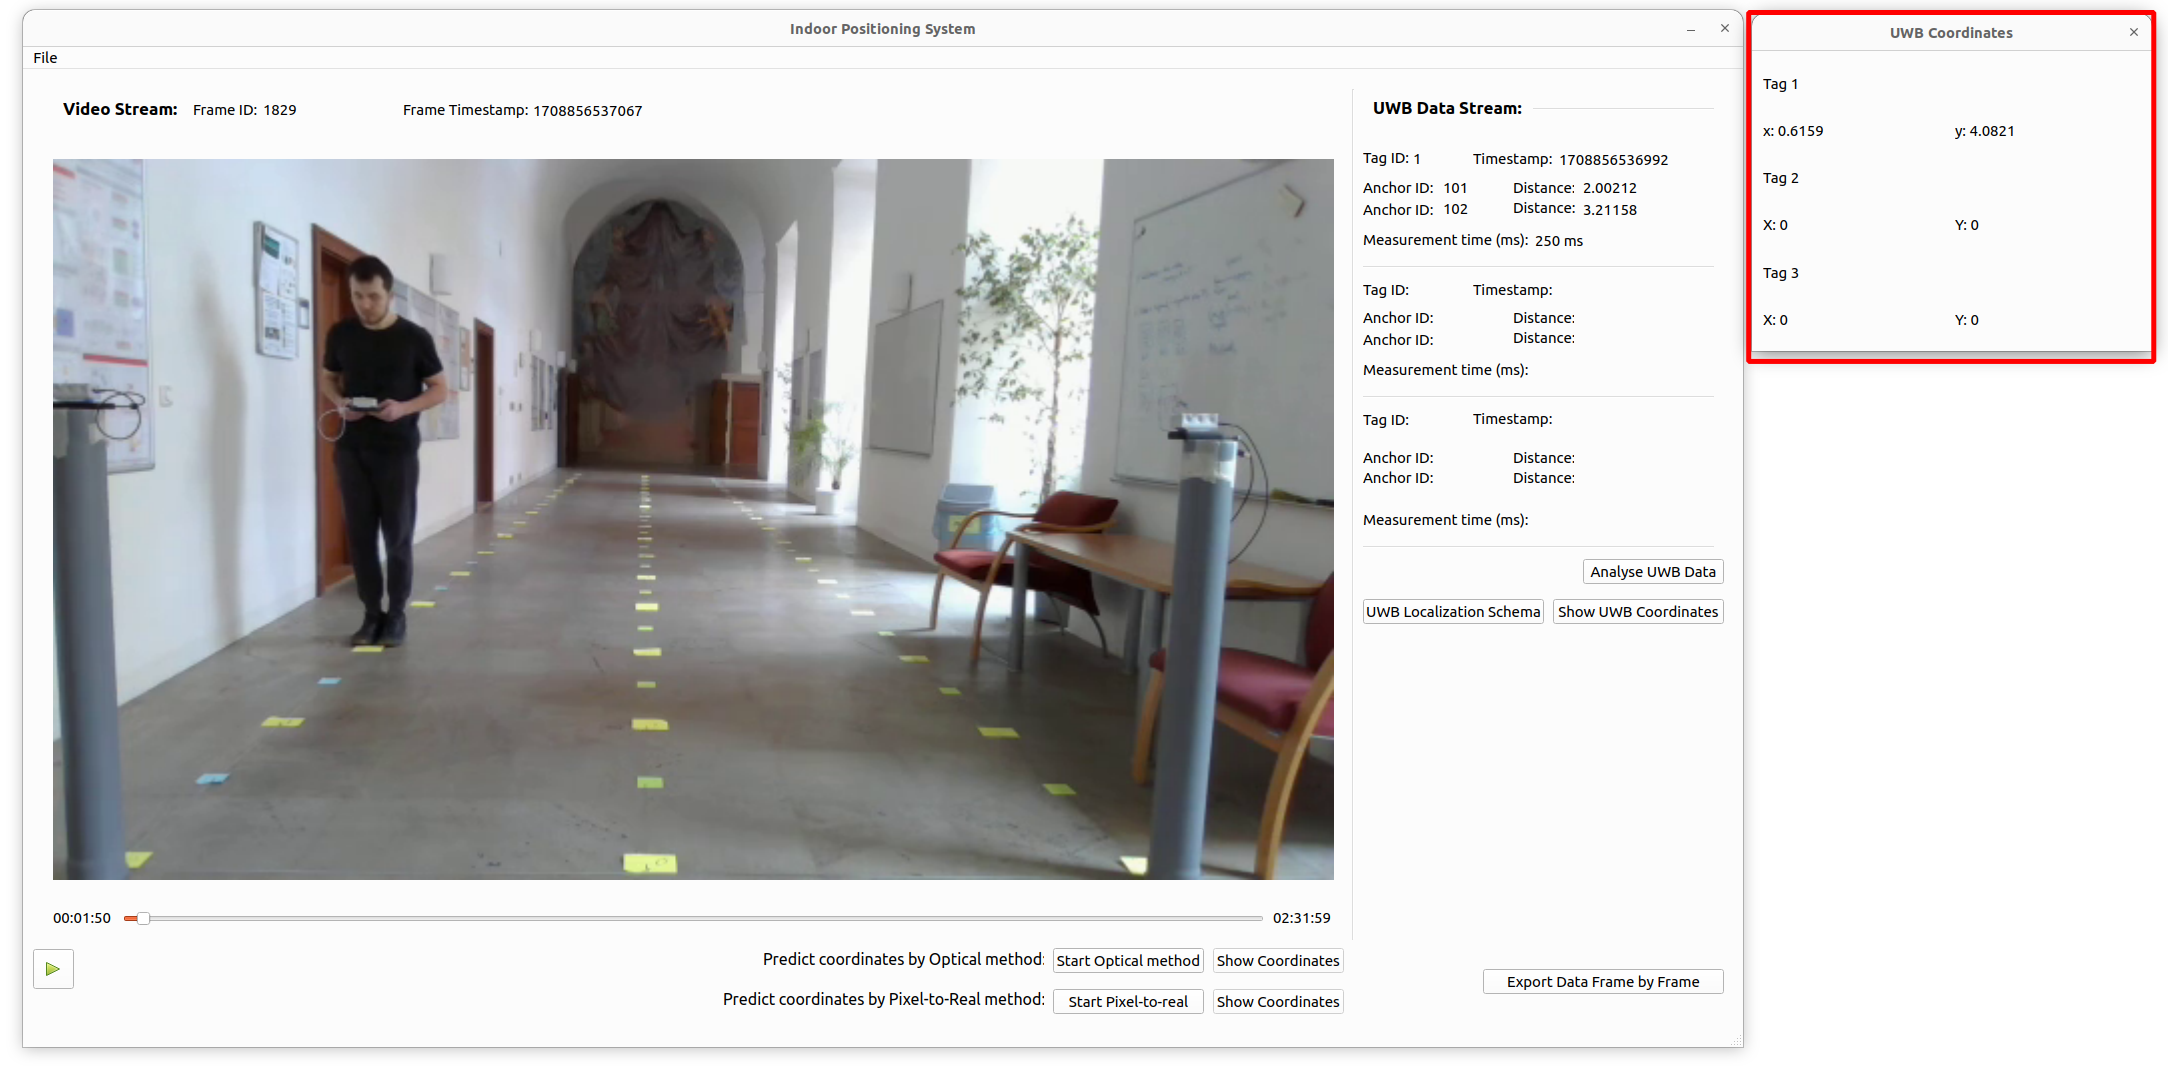 Indoor Positioning System
File
Video Stream: Frame ID: 1829 Frame Timestamp: 1708856537067
UWB Data Stream:
Tag ID: 1 Timestamp: 1708856536992
Anchor ID: 101 Distance: 2.00212
Anchor ID: 102 Distance: 3.21158
Measurement time (ms): 250 ms
Tag ID: Timestamp:
Anchor ID: Distance:
Anchor ID: Distance:
Measurement time (ms):
Tag ID: Timestamp:
Anchor ID: Distance:
Anchor ID: Distance:
Measurement time (ms):
Analyse UWB Data
UWB Localization Schema Show UWB Coordinates
00:01:50 02:31:59
Predict coordinates by Optical method: Start Optical method Show Coordinates
Predict coordinates by Pixel-to-Real method: Start Pixel-to-real Show Coordinates
Export Data Frame by Frame
UWB Coordinates
Tag 1
x: 0.6159 y: 4.0821
Tag 2
X: 0 Y: 0
Tag 3
X: 0 Y: 0